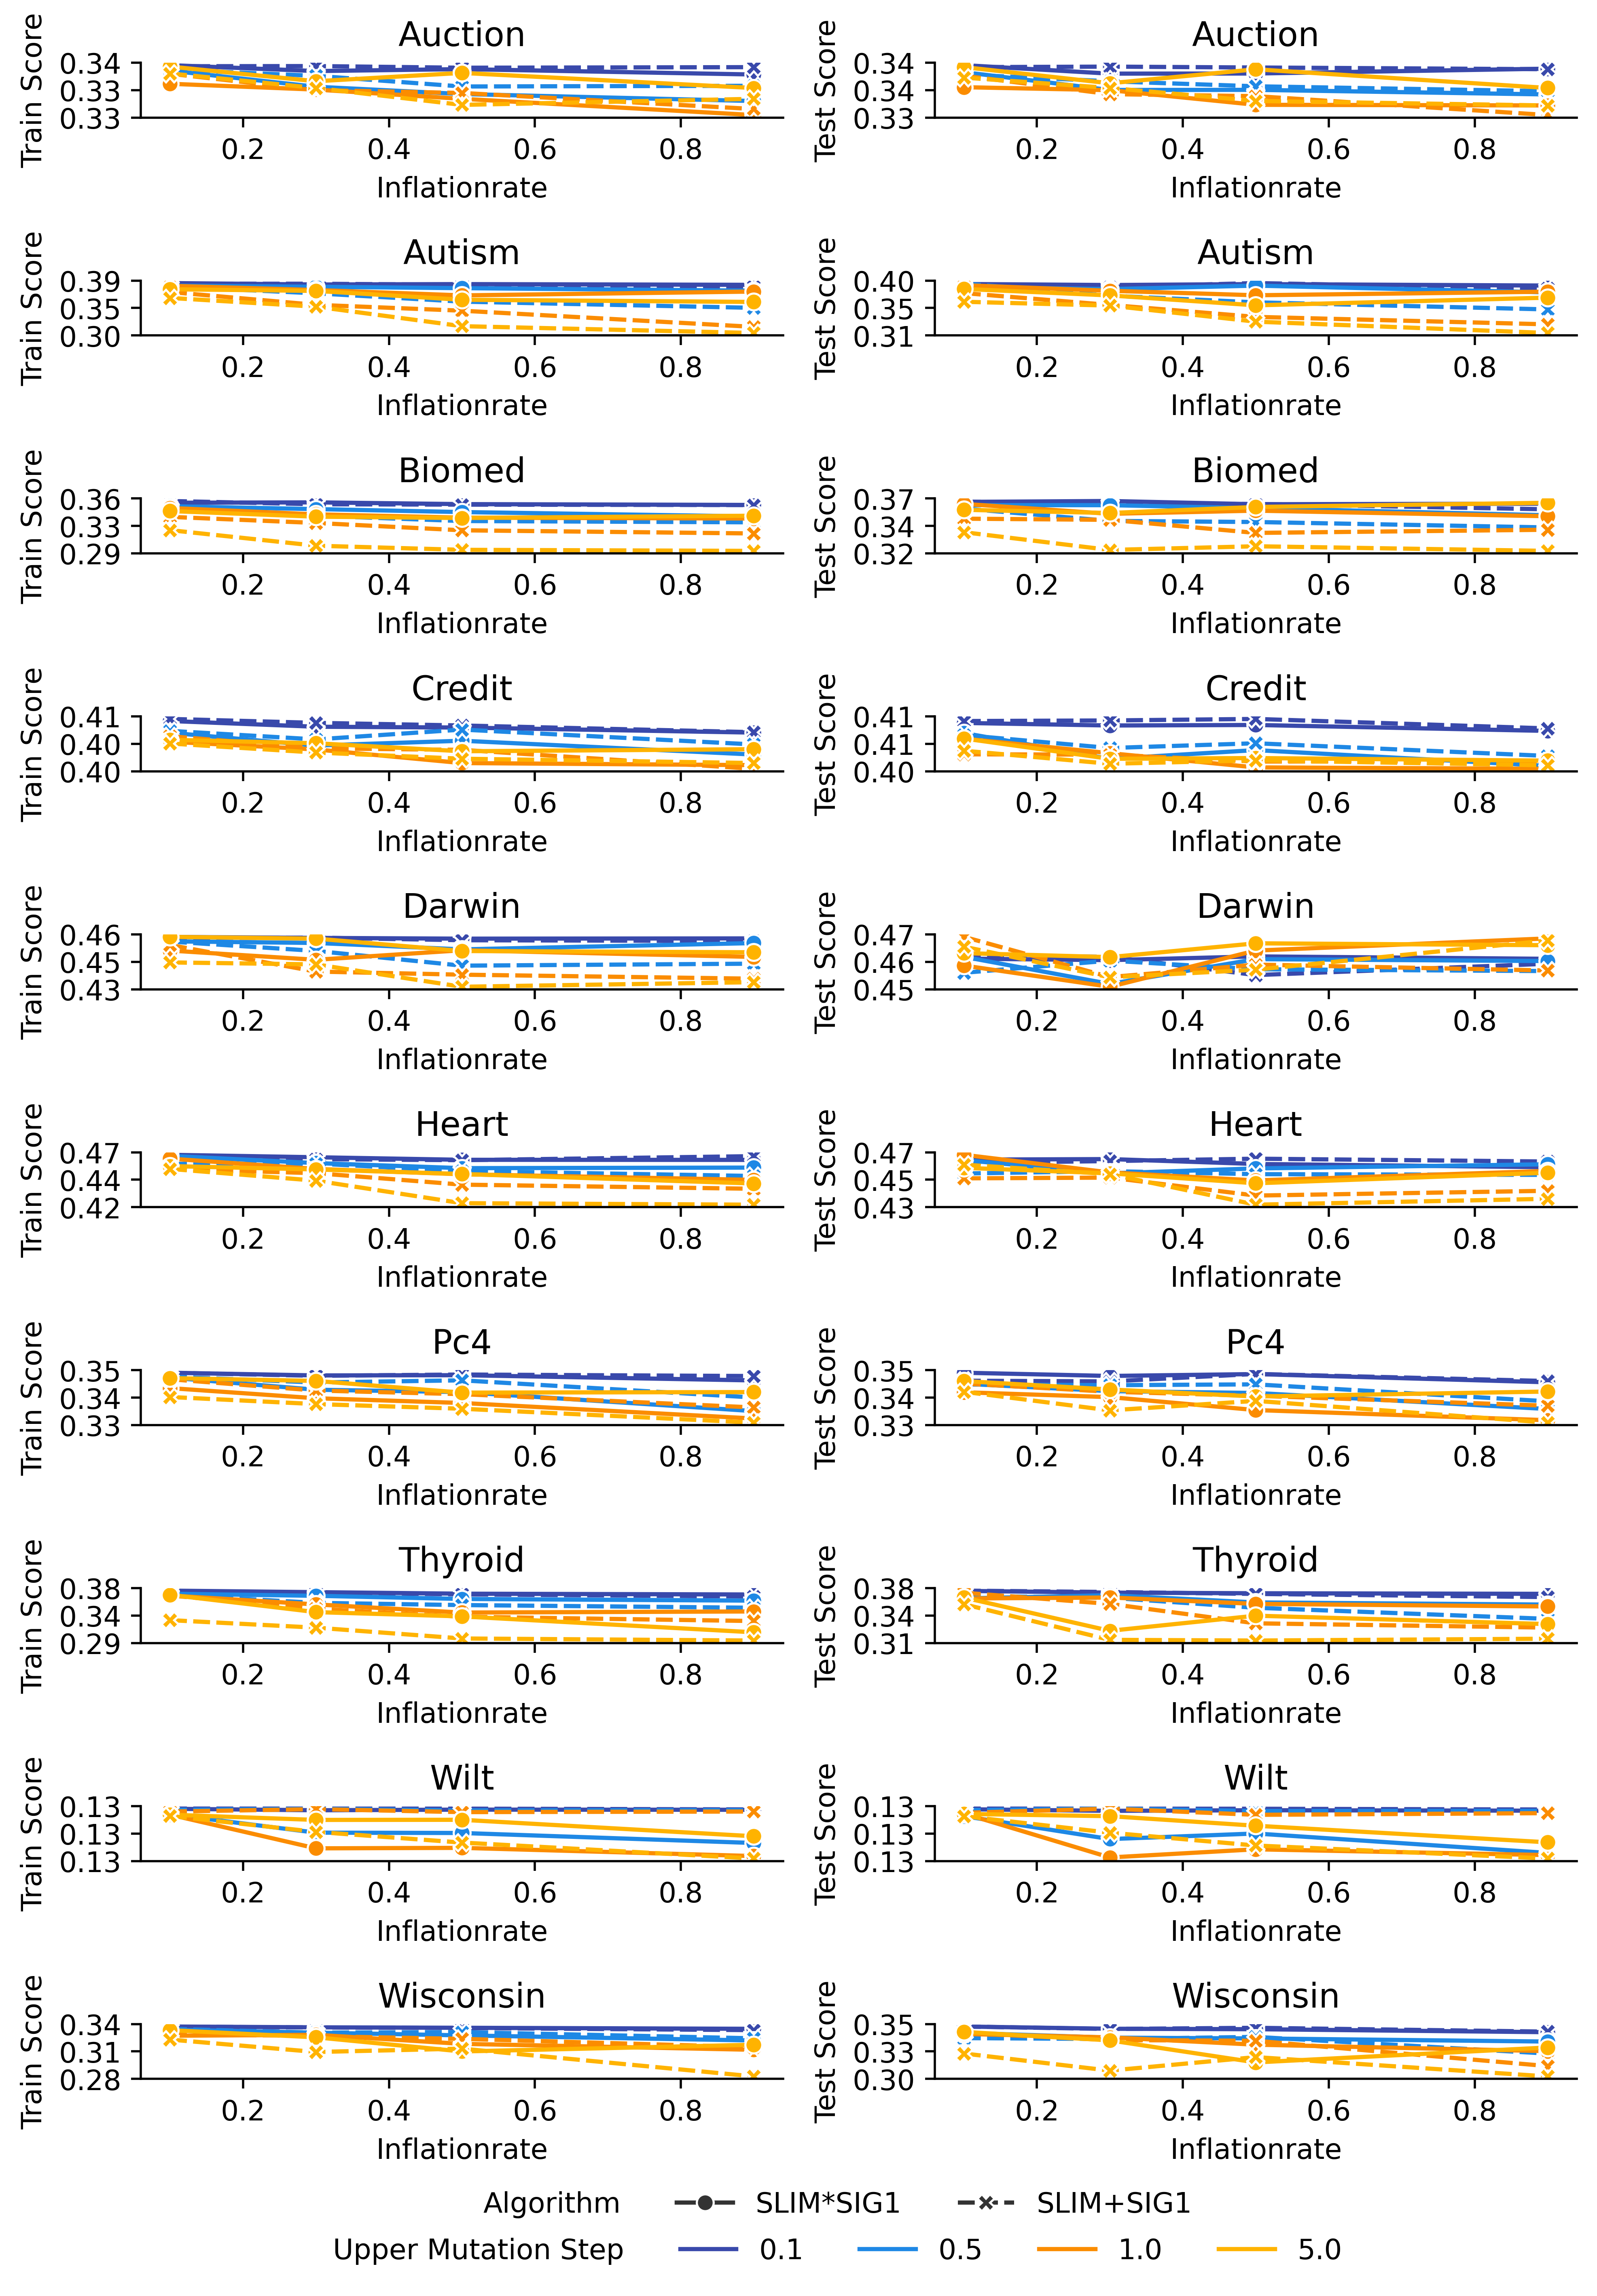 Auction Auction
Train Score 0.34 0.33 0.33 Test Score 0.34 0.34 0.33
0.2 0.4 0.6 0.8 0.2 0.4 0.6 0.8
Inflationrate Inflationrate
Autism Autism
Train Score 0.39 0.35 0.30 Test Score 0.40 0.35 0.31
0.2 0.4 0.6 0.8 0.2 0.4 0.6 0.8
Inflationrate Inflationrate
Biomed Biomed
Train Score 0.36 0.33 0.29 Test Score 0.37 0.34 0.32
0.2 0.4 0.6 0.8 0.2 0.4 0.6 0.8
Inflationrate Inflationrate
Credit Credit
Train Score 0.41 0.40 0.40 Test Score 0.41 0.41 0.40
0.2 0.4 0.6 0.8 0.2 0.4 0.6 0.8
Inflationrate Inflationrate
Darwin Darwin
Train Score 0.46 0.45 0.43 Test Score 0.47 0.46 0.45
0.2 0.4 0.6 0.8 0.2 0.4 0.6 0.8
Inflationrate Inflationrate
Heart Heart
Train Score 0.47 0.44 0.42 Test Score 0.47 0.45 0.43
0.2 0.4 0.6 0.8 0.2 0.4 0.6 0.8
Inflationrate Inflationrate
Pc4 Pc4
Train Score 0.35 0.34 0.33 Test Score 0.35 0.34 0.33
0.2 0.4 0.6 0.8 0.2 0.4 0.6 0.8
Inflationrate Inflationrate
Thyroid Thyroid
Train Score 0.38 0.34 0.29 Test Score 0.38 0.34 0.31
0.2 0.4 0.6 0.8 0.2 0.4 0.6 0.8
Inflationrate Inflationrate
Wilt Wilt
Train Score 0.13 0.13 0.13 Test Score 0.13 0.13 0.13
0.2 0.4 0.6 0.8 0.2 0.4 0.6 0.8
Inflationrate Inflationrate
Wisconsin Wisconsin
Train Score 0.34 0.31 0.28 Test Score 0.35 0.33 0.30
0.2 0.4 0.6 0.8 0.2 0.4 0.6 0.8
Inflationrate Inflationrate
Algorithm SLIM*SIG1 SLIM+SIG1
Upper Mutation Step 0.1 0.5 1.0 5.0